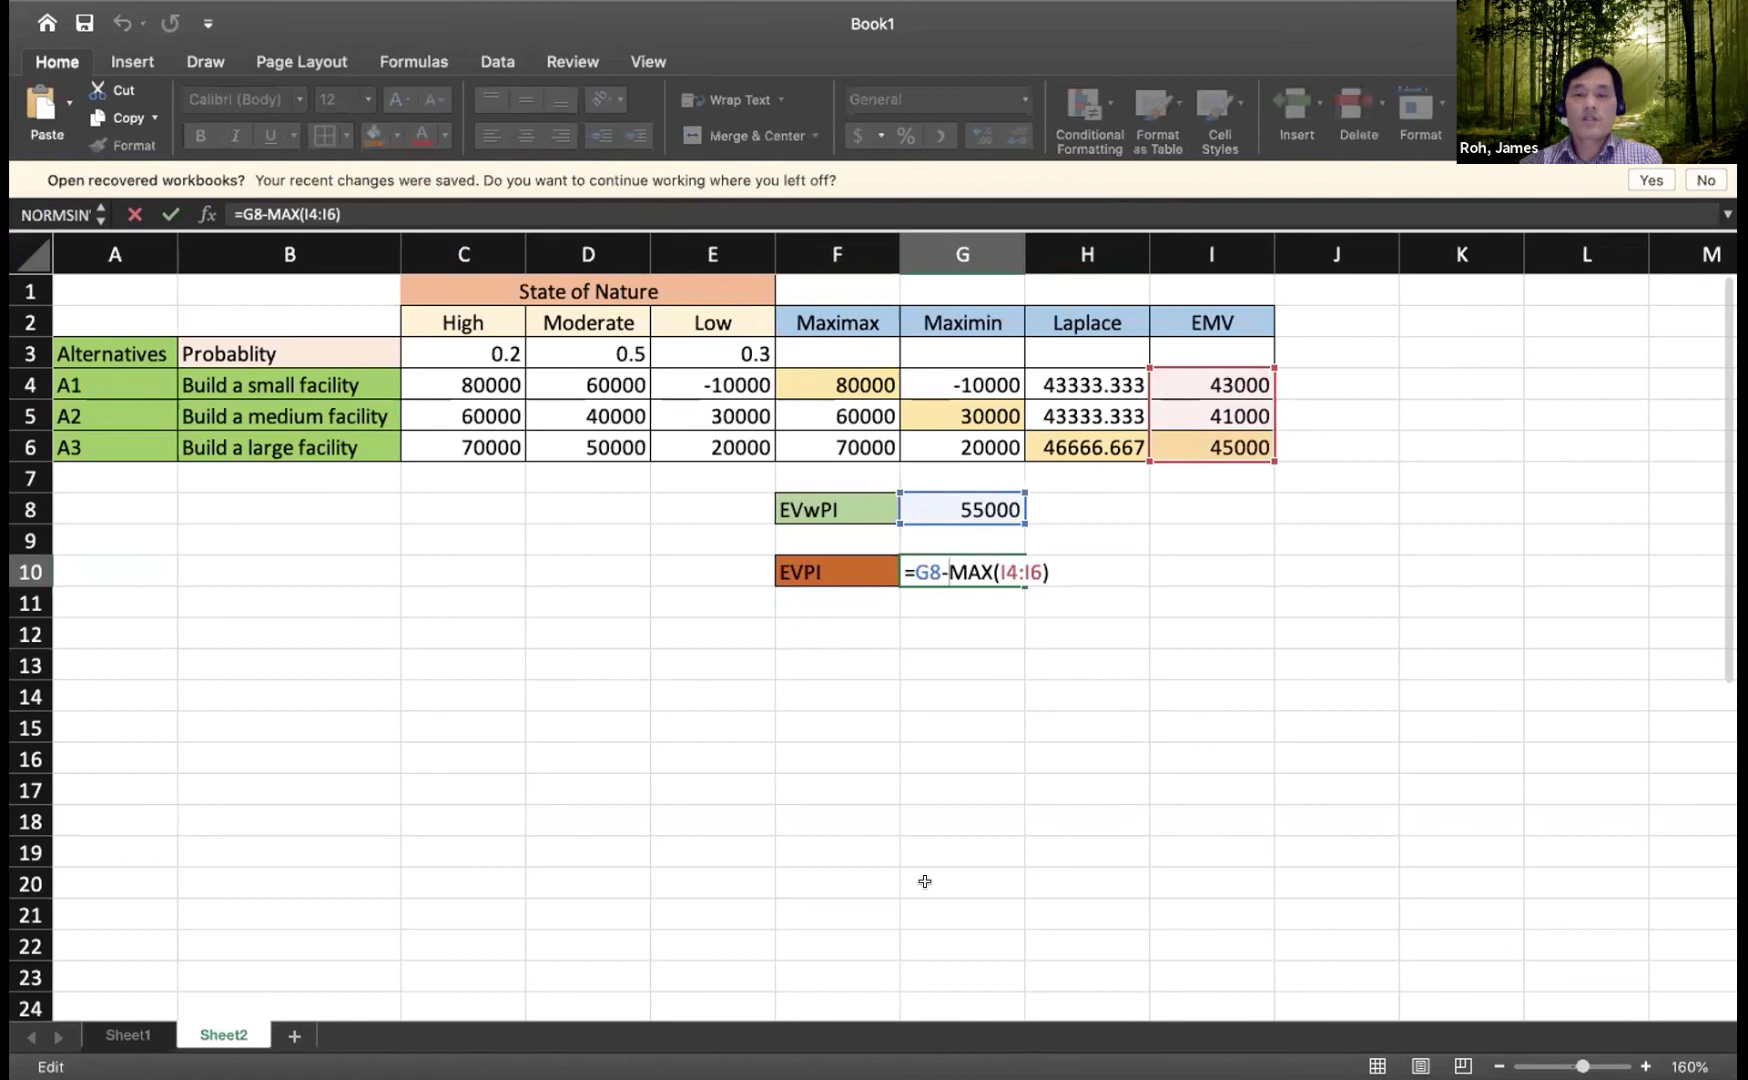 Book1
Home Insert Draw Page Layout Formulas Data Review View
Paste
Cut
Copy
Format
Calibri (Body) 12 A A
B I U A
Wrap Text
Merge & Center
General
$ %
Conditional Formatting
Format as Table
Cell Styles
Insert
Delete
Format
Roh, James
Open recovered workbooks? Your recent changes were saved. Do you want to continue working where you left off? Yes No
NORMSIN fx =G8-MAX(I4:I6)
A B C D E F G H I J K L M
1 State of Nature
2 High Moderate Low Maximax Maximin Laplace EMV
3 Alternatives Probablity 0.2 0.5 0.3
4 A1 Build a small facility 80000 60000 -10000 80000 -10000 43333.333 43000
5 A2 Build a medium facility 60000 40000 30000 60000 30000 43333.333 41000
6 A3 Build a large facility 70000 50000 20000 70000 20000 46666.667 45000
7
8 EVwPI 55000
9
10 EVPI =G8-MAX(I4:I6)
11
12
13
14
15
16
17
18
19
20
21
22
23
24
Sheet1 Sheet2 +
Edit 160%